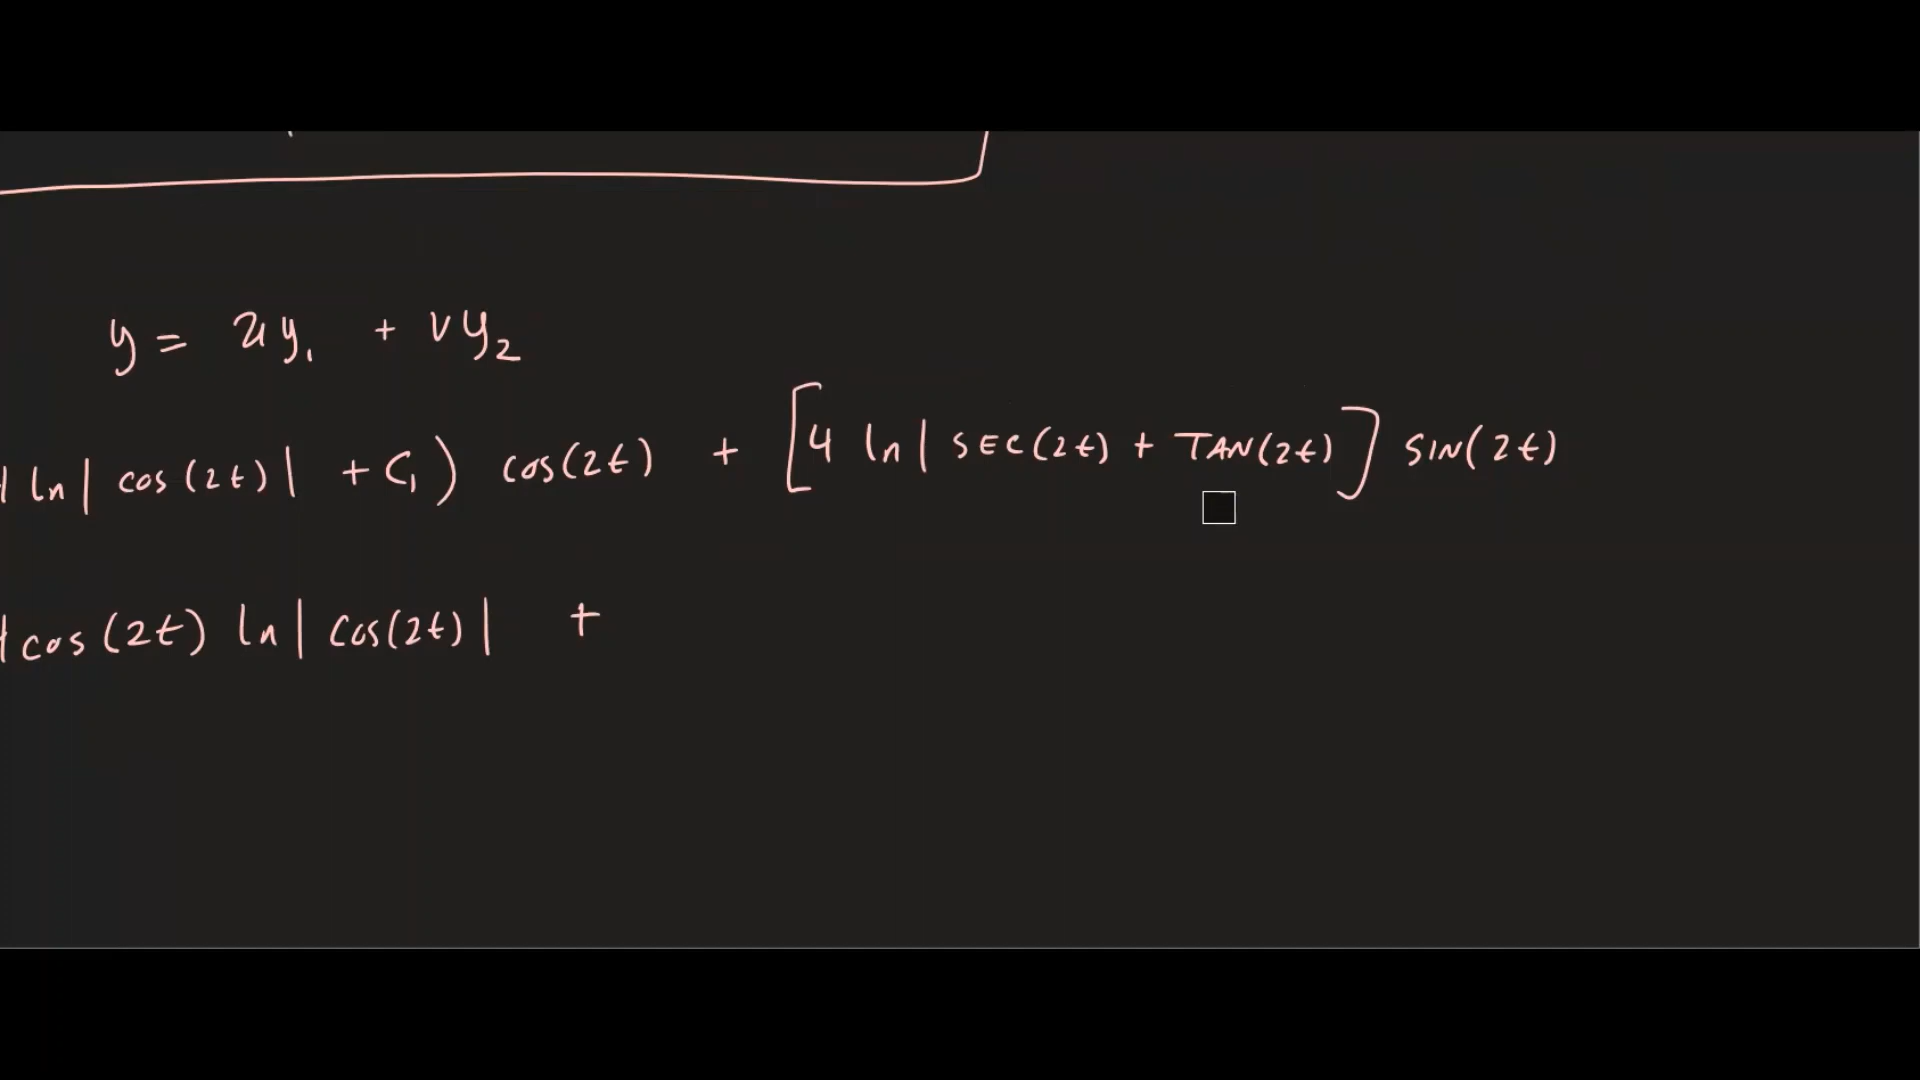 y = uy₁ + vy₂
ln| cos(2t)| + C₁) cos(2t) + [4 ln| SEC(2t) + TAN(2t)] SIN(2t)
cos(2t) ln| cos(2t)| +